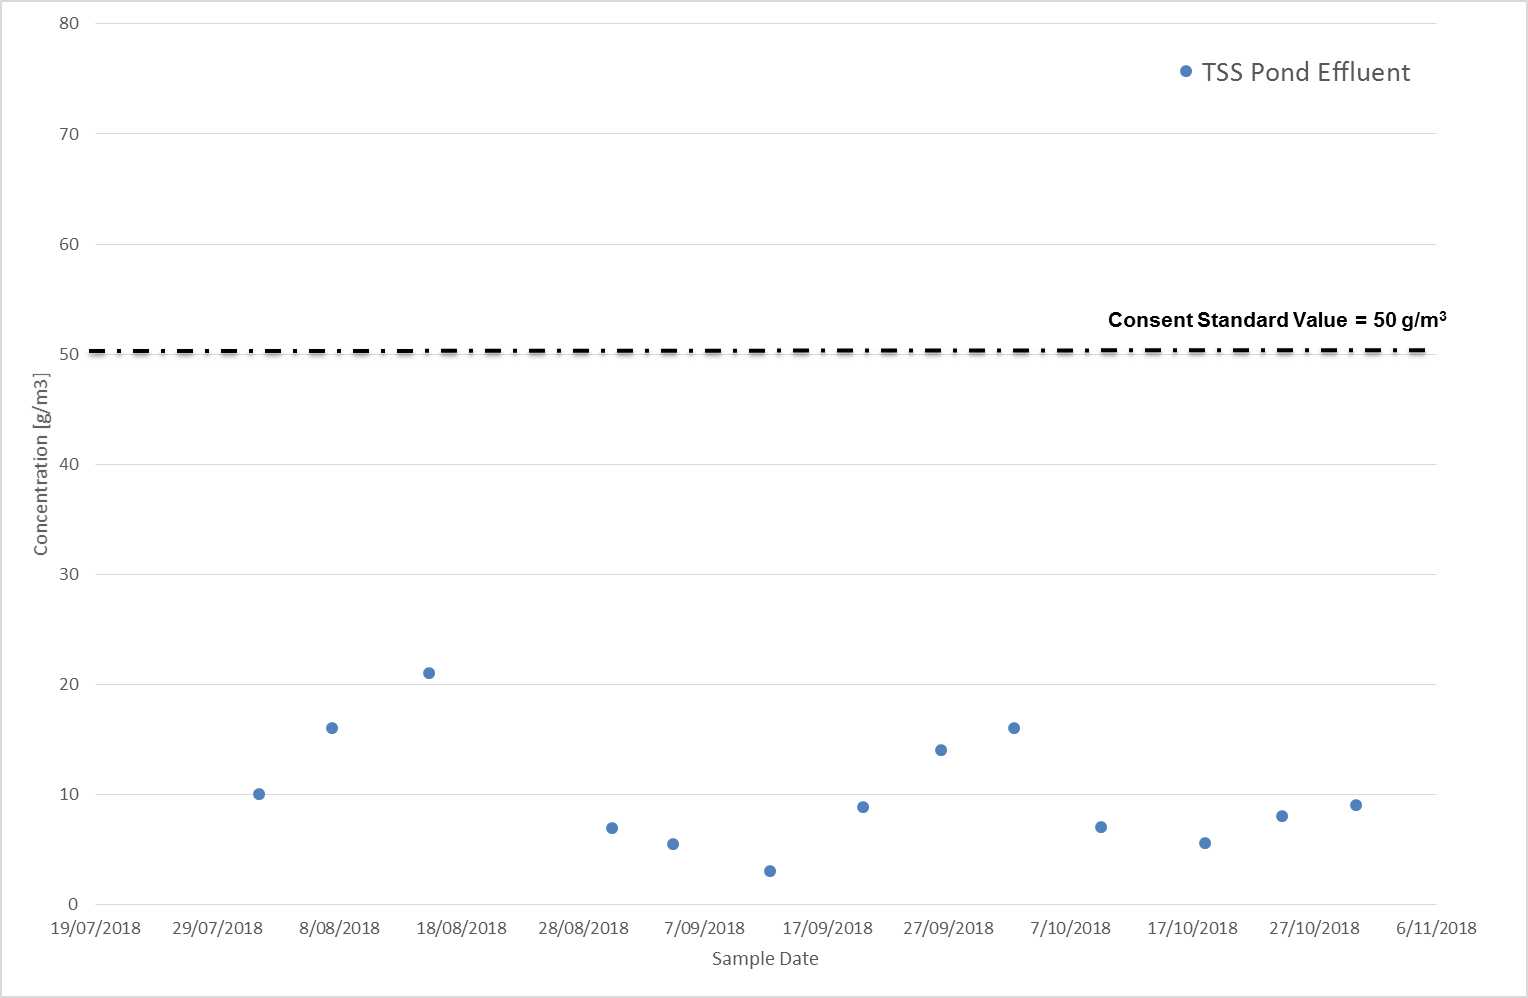 80
TSS Pond Effluent
70
60
Consent Standard Value = 50 g/m³
50
40
30
20
10
0
Concentration [g/m3]
19/07/2018 29/07/2018 8/08/2018 18/08/2018 28/08/2018 7/09/2018 17/09/2018 27/09/2018 7/10/2018 17/10/2018 27/10/2018 6/11/2018
Sample Date